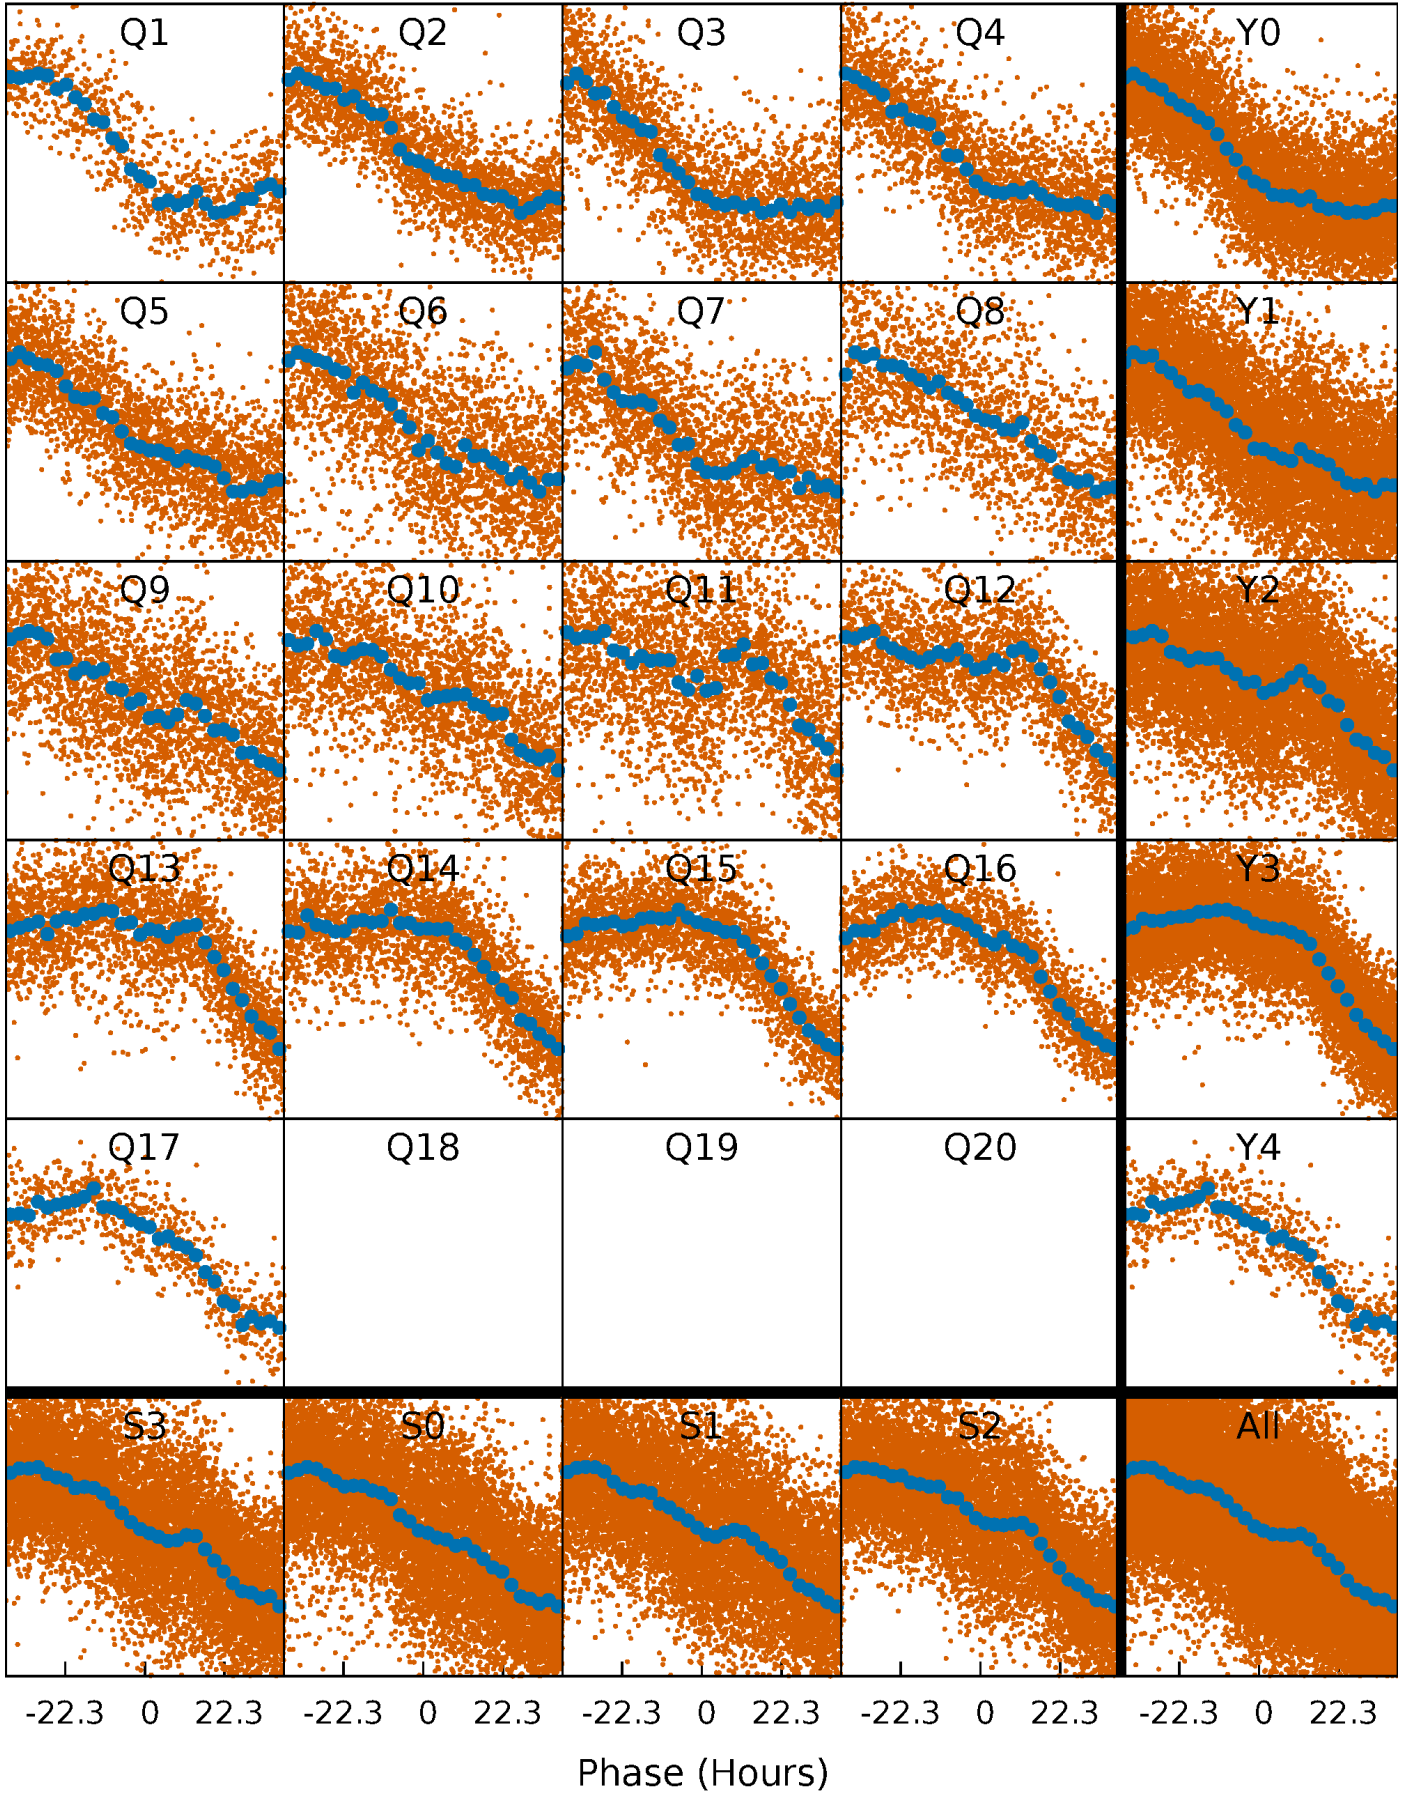 Q1 Q2 Q3 Q4 Y0
Q5 Q6 Q7 Q8 Y1
Q9 Q10 Q11 Q12 Y2
Q13 Q14 Q15 Q16 Y3
Q17 Q18 Q19 Q20 Y4
S3 S0 S1 S2 All
-22.3 0 22.3 -22.3 0 22.3 -22.3 0 22.3 -22.3 0 22.3 -22.3 0 22.3
Phase (Hours)